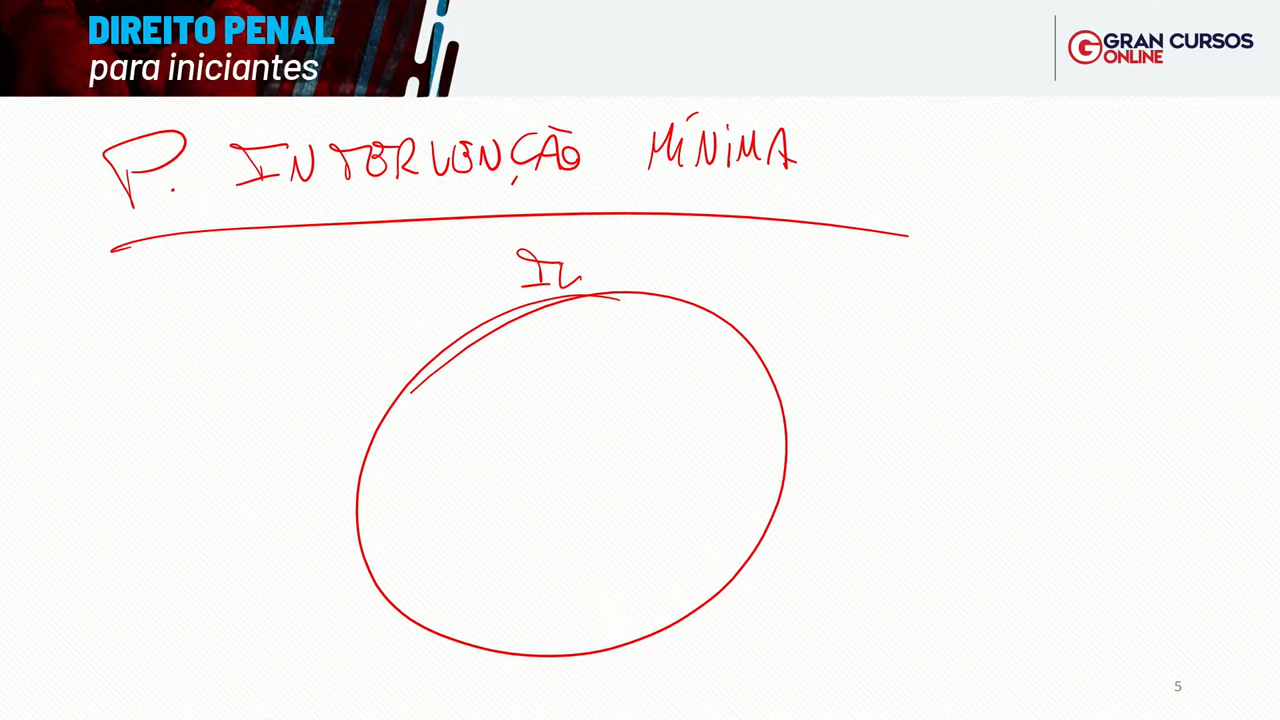 DIREITO PENAL
para iniciantes
GRAN CURSOS
ONLINE
P. INTERVENÇÃO MÍNIMA
5